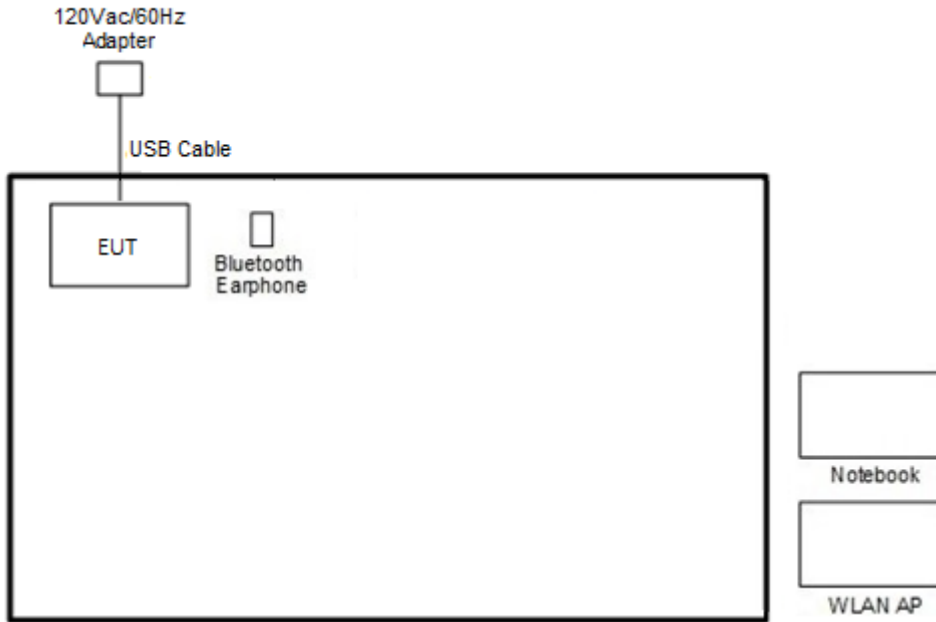 120Vac/60Hz
Adapter
USB Cable
EUT
Bluetooth
Earphone
Notebook
WLAN AP